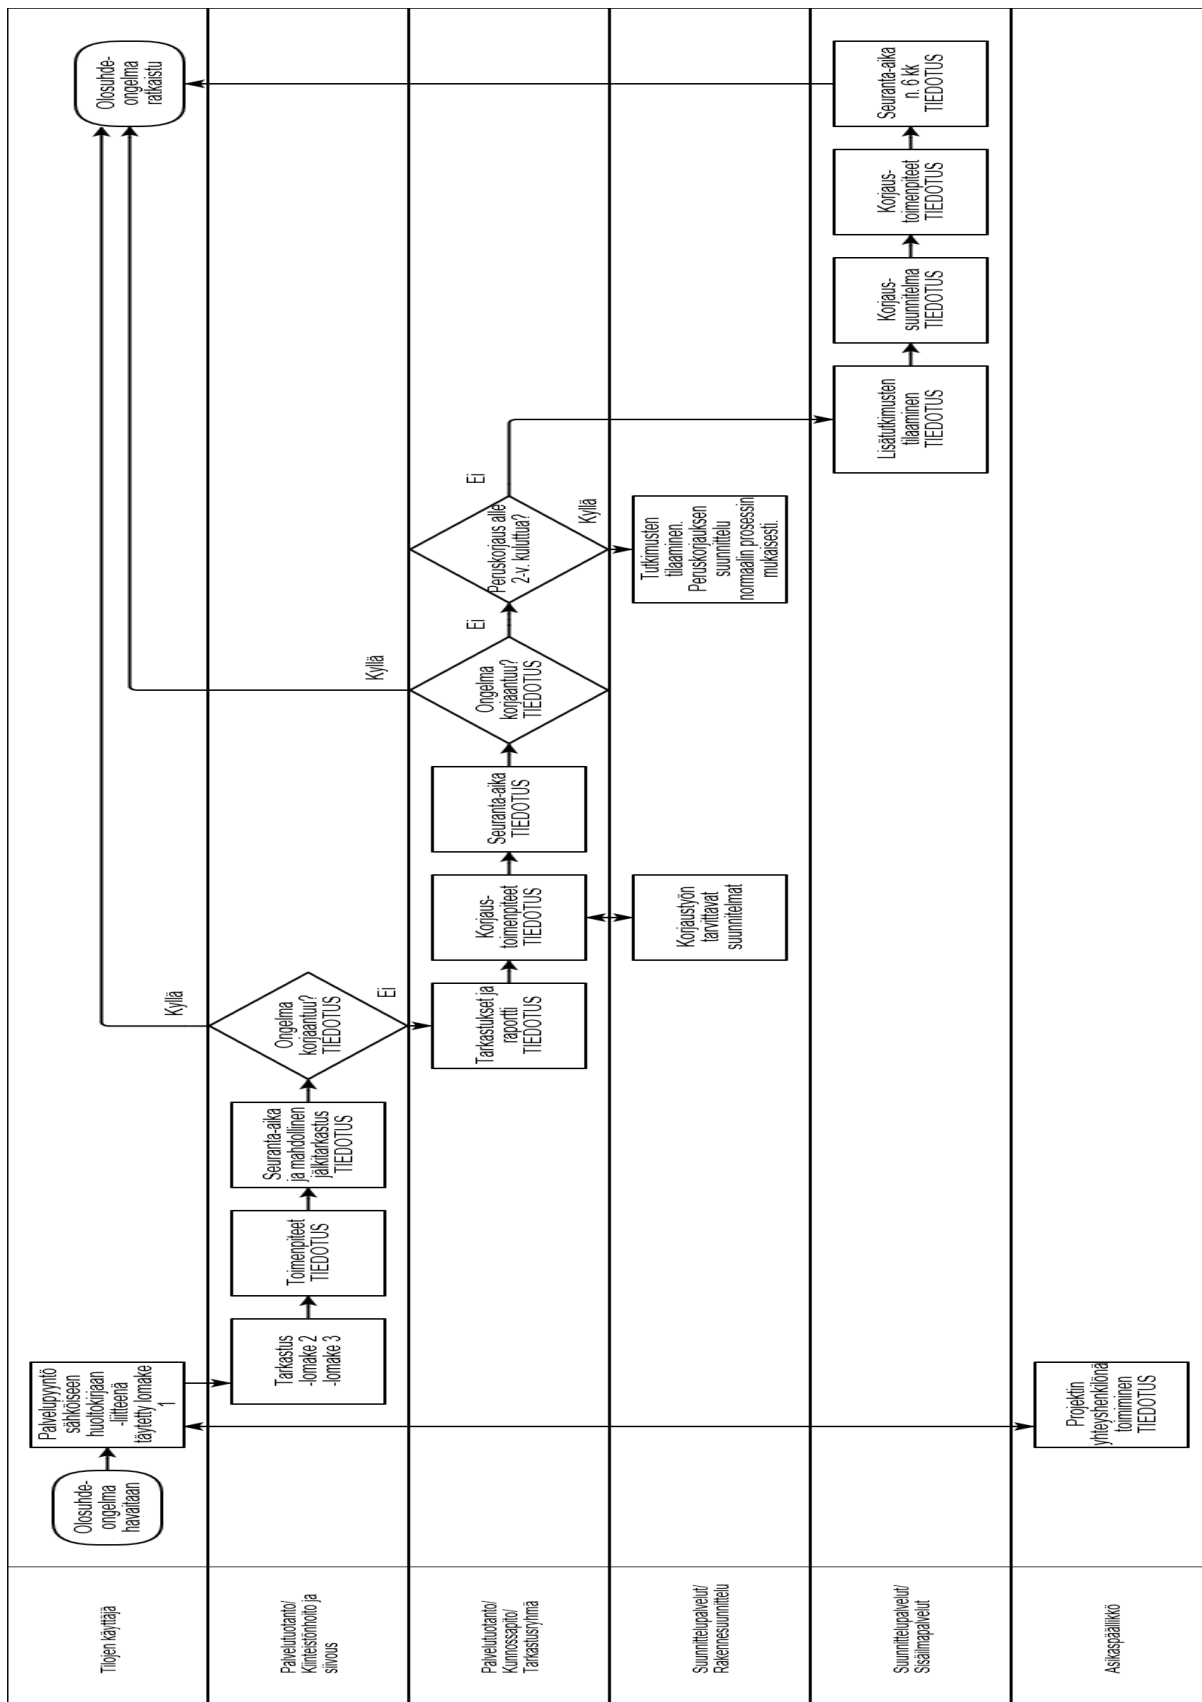 Tilojen käyttäjä
Olosuhde-
ongelma
havaitaan
Palvelupyyntö
sähköiseen
huoltokirjaan
-liitteenä
täytetty lomake
1
Kyllä
Olosuhde-
ongelma
ratkaistu
Palvelutuotanto/
Kiinteistönhoito ja
siivous
Tarkastus
-lomake 2
-lomake 3
Toimenpiteet
TIEDOTUS
Seuranta-aika
ja mahdollinen
jälkitarkastus
TIEDOTUS
Ongelma
korjaantuu?
TIEDOTUS
Ei
Kyllä
Palvelutuotanto/
Kunnossapito/
Tarkastusryhmä
Tarkastukset ja
raportti
TIEDOTUS
Korjaus-
toimenpiteet
TIEDOTUS
Seuranta-aika
TIEDOTUS
Ongelma
korjaantuu?
TIEDOTUS
Ei
Peruskorjaus alle
2-v. kuluttua?
Ei
Kyllä
Suunnittelupalvelut/
Rakennesuunnittelu
Korjaustyön
tarvittavat
suunnitelmat
Tutkimusten
tilaaminen.
Peruskorjauksen
suunnittelu
normaalin prosessin
mukaisesti.
Suunnittelupalvelut/
Sisäilmapalvelut
Lisätutkimusten
tilaaminen
TIEDOTUS
Korjaus-
suunnitelma
TIEDOTUS
Korjaus-
toimenpiteet
TIEDOTUS
Seuranta-aika
n. 6 kk
TIEDOTUS
Asikaspäällikkö
Projektin
yhteyshenkilönä
toimiminen
TIEDOTUS